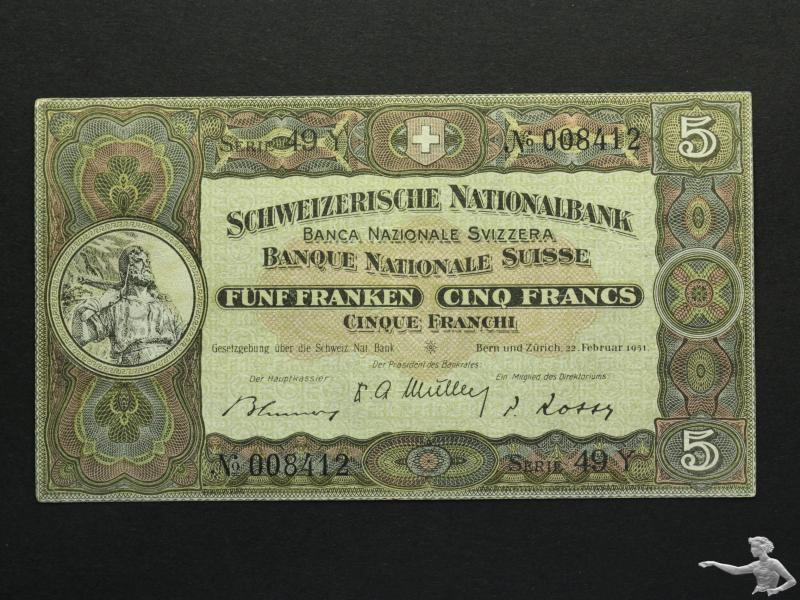 5
SERIE 49 Y
No 008412
SCHWEIZERISCHE NATIONALBANK
BANCA NAZIONALE SVIZZERA
BANQUE NATIONALE SUISSE
FÜNF FRANKEN CINQ FRANCS
CINQUE FRANCHI
Gesetzgebung über die Schweiz. Nat. Bank
Bern und Zürich, 22. Februar 1951.
Der Präsident des Bankrates:
Der Hauptkassier:
Ein Mitglied des Direktoriums:
Müller
P. Rossy
No 008412
SERIE 49 Y
5